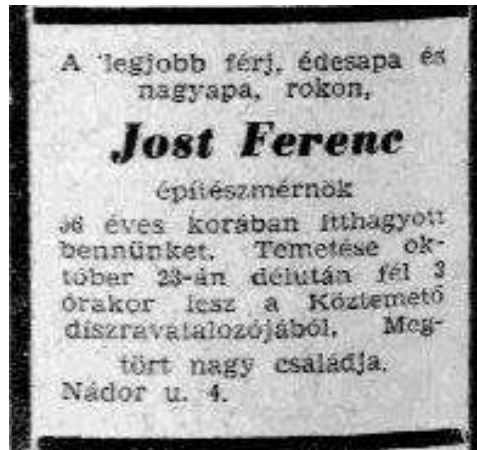 A legjobb férj, édesapa és
nagyapa, rokon,
Jost Ferenc
építészmérnök
éves korában itthagyott
bennünket. Temetése ok-
tóber 23-án délután fél 3
órakor lesz a Köztemető
díszravatalozójából. Meg-
tört nagy családja.
Nádor u. 4.